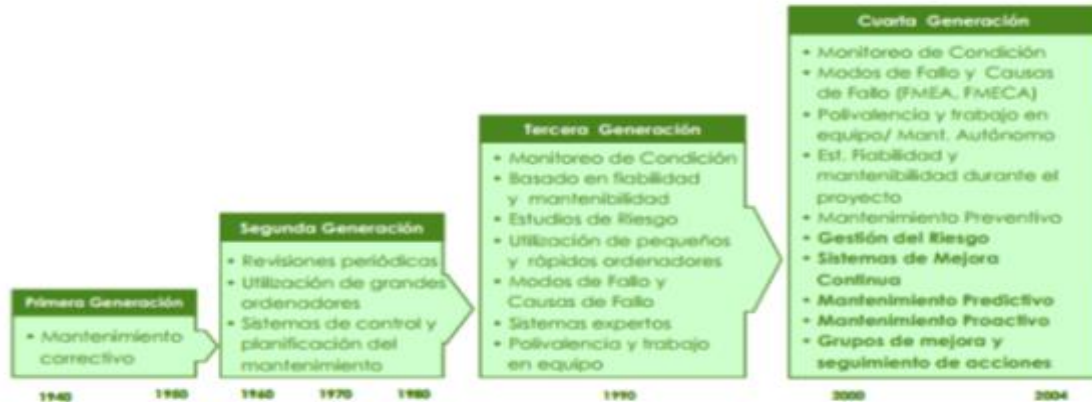 Primera Generación
• Mantenimiento
correctivo
Segunda Generación
• Revisiones periódicas
• Utilización de grandes
ordenadores
• Sistemas de control y
planificación del
mantenimiento
Tercera Generación
• Monitoreo de Condición
• Basado en fiabilidad
y mantenibilidad
• Estudios de Riesgo
• Utilización de pequeños
y rápidos ordenadores
• Modos de Fallo y
Causas de Fallo
• Sistemas expertos
• Polivalencia y trabajo
en equipo
Cuarta Generación
• Monitoreo de Condición
• Modos de Fallo y Causas
de Fallo (FMEA, FMECA)
• Polivalencia y trabajo en
equipo/ Mant. Autónomo
• Est. Fiabilidad y
mantenibilidad durante el
proyecto
• Mantenimiento Preventivo
• Gestión del Riesgo
• Sistemas de Mejora
Continua
• Mantenimiento Predictivo
• Mantenimiento Proactivo
• Grupos de mejora y
seguimiento de acciones
1940 1950 1960 1970 1980 1990 2000 2004